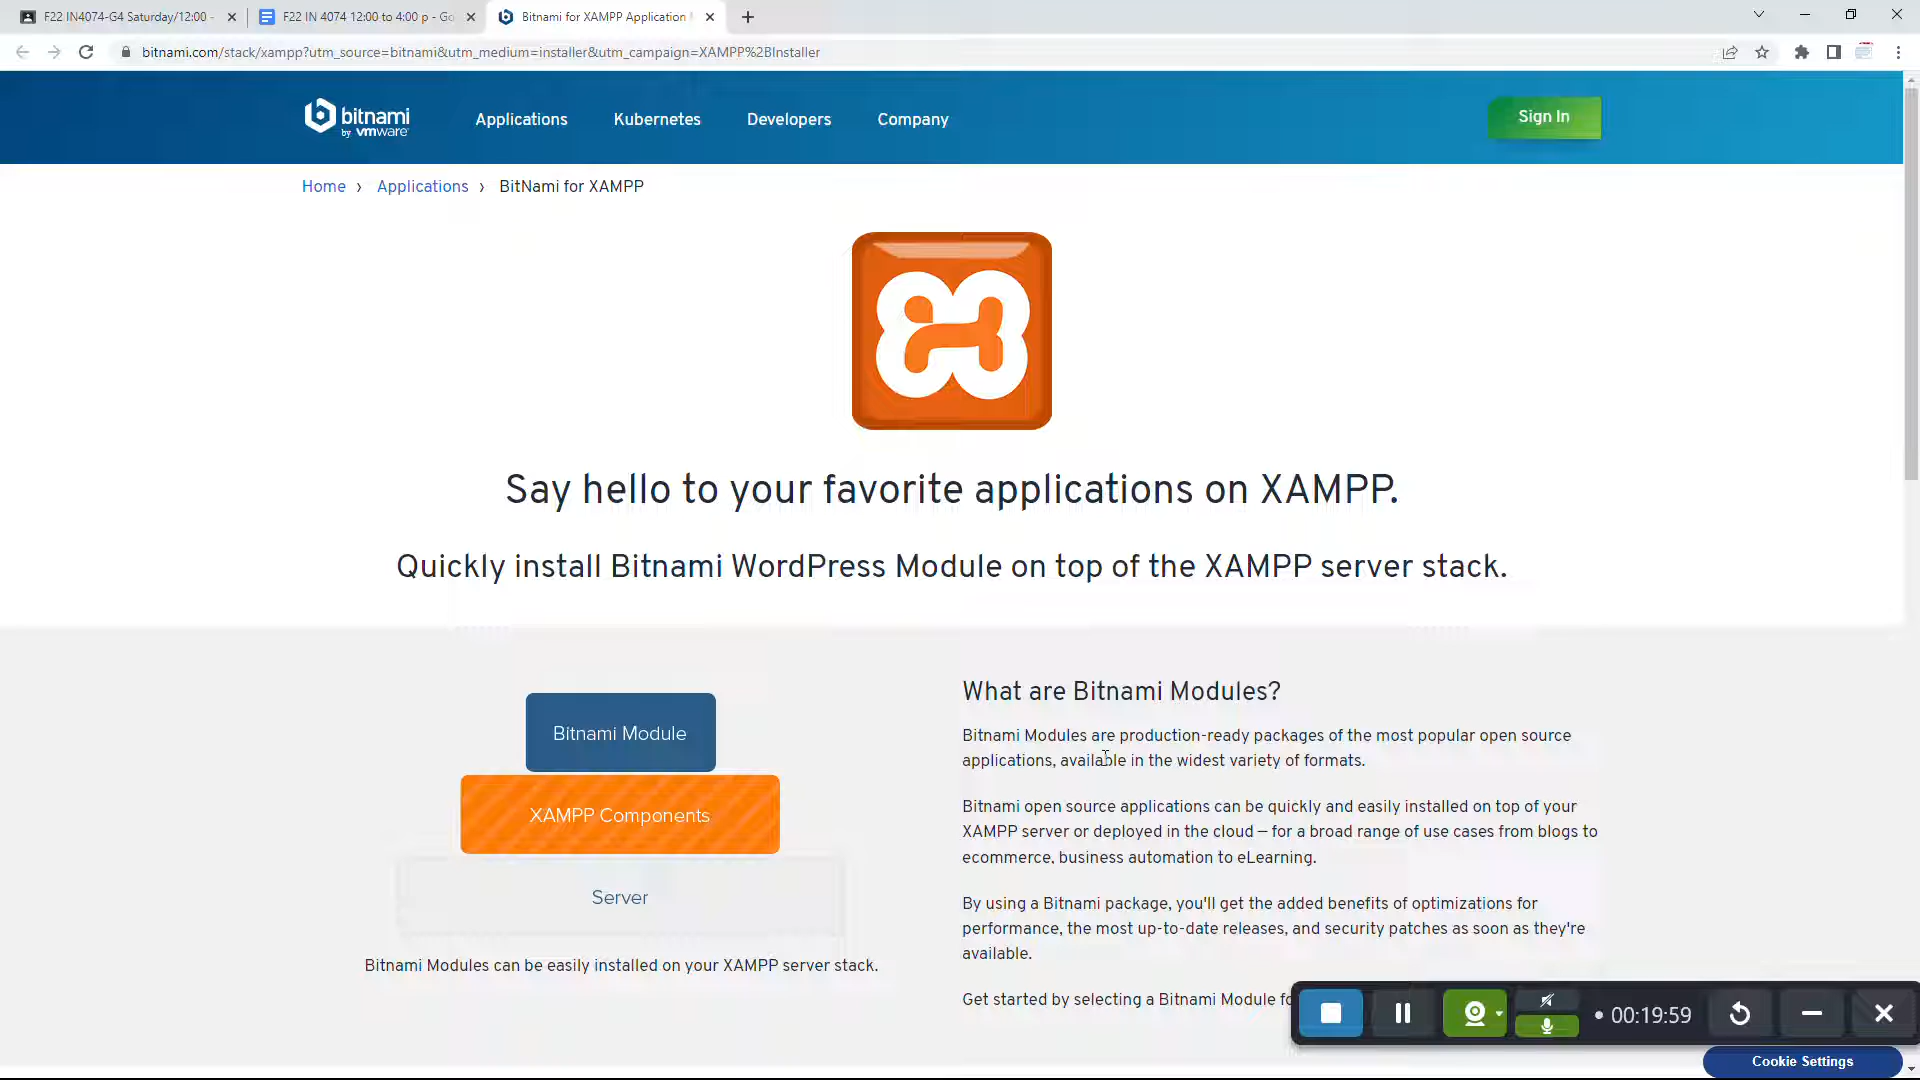 F22 IN4074-G4 Saturday/12:00 -
F22 IN 4074 12:00 to 4:00 p - Go
Bitnami for XAMPP Application
bitnami.com/stack/xampp?utm_source=bitnami&utm_medium=installer&utm_campaign=XAMPP%2BInstaller
bitnami
by vmware
Applications
Kubernetes
Developers
Company
Sign In
Home › Applications › BitNami for XAMPP
Say hello to your favorite applications on XAMPP.
Quickly install Bitnami WordPress Module on top of the XAMPP server stack.
Bitnami Module
XAMPP Components
Server
Bitnami Modules can be easily installed on your XAMPP server stack.
What are Bitnami Modules?
Bitnami Modules are production-ready packages of the most popular open source
applications, available in the widest variety of formats.
Bitnami open source applications can be quickly and easily installed on top of your
XAMPP server or deployed in the cloud – for a broad range of use cases from blogs to
ecommerce, business automation to eLearning.
By using a Bitnami package, you'll get the added benefits of optimizations for
performance, the most up-to-date releases, and security patches as soon as they're
available.
Get started by selecting a Bitnami Module
00:19:59
Cookie Settings